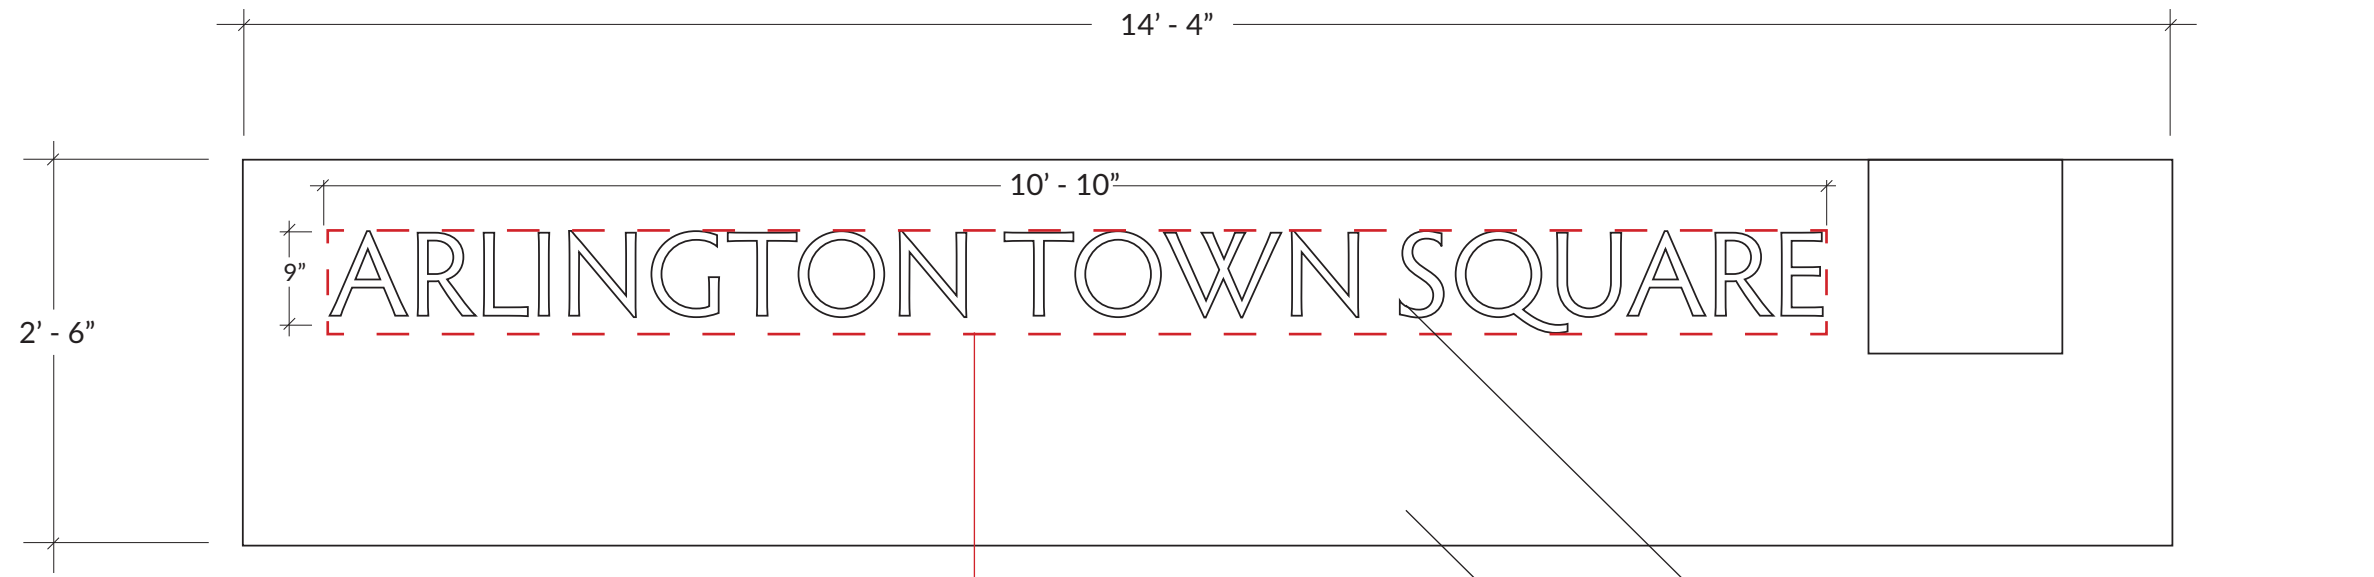 14’ - 4”
10’ - 10”
ARLINGTON TOWN SQUARE
9”
2’ - 6”